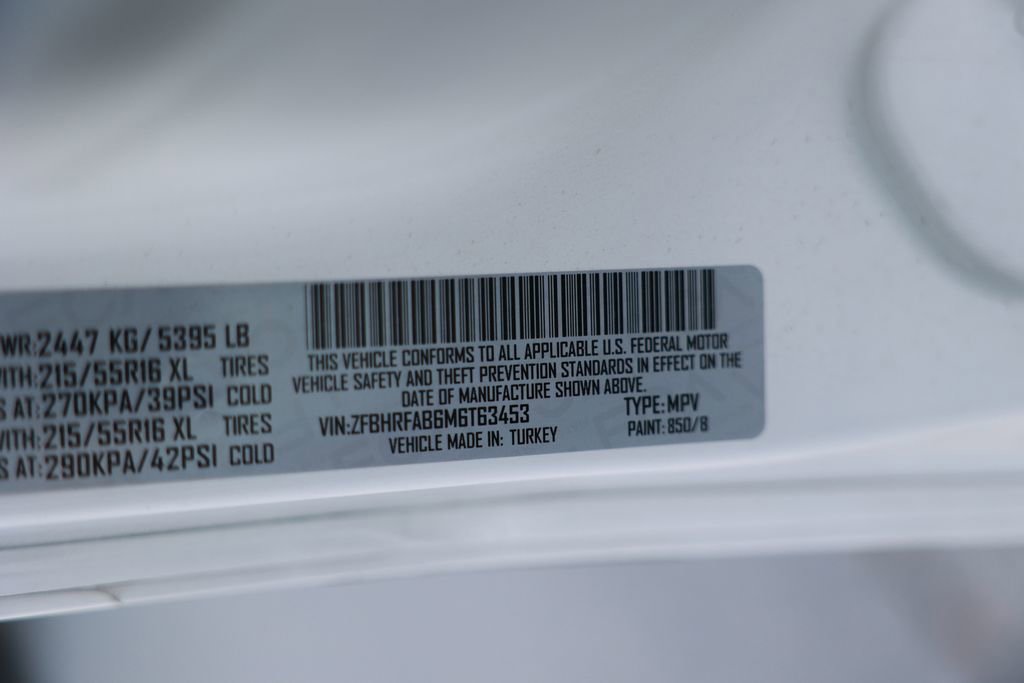 WR:2447 KG/ 5395 LB
ITH:215/55R16 XL TIRES
S AT:270KPA/39PSI COLD
ITH:215/55R16 XL TIRES
S AT:290KPA/42PSI COLD
THIS VEHICLE CONFORMS TO ALL APPLICABLE U.S. FEDERAL MOTOR
VEHICLE SAFETY AND THEFT PREVENTION STANDARDS IN EFFECT ON THE
DATE OF MANUFACTURE SHOWN ABOVE.
VIN:ZFBHRFAB6M6T63453 TYPE: MPV
VEHICLE MADE IN: TURKEY PAINT: 850/B